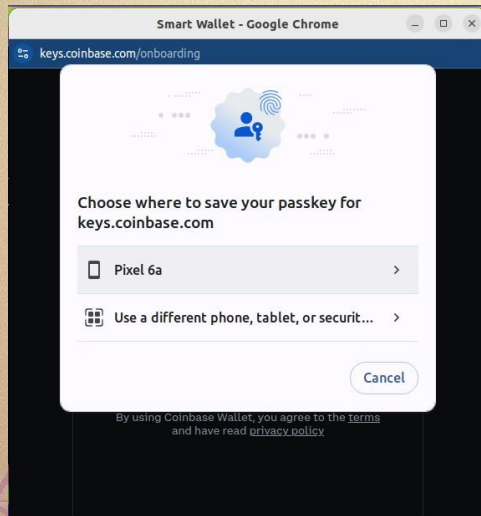 Smart Wallet - Google Chrome
keys.coinbase.com/onboarding
Choose where to save your passkey for
keys.coinbase.com
Pixel 6a
Use a different phone, tablet, or securit...
Cancel
By using Coinbase Wallet, you agree to the terms
and have read privacy policy